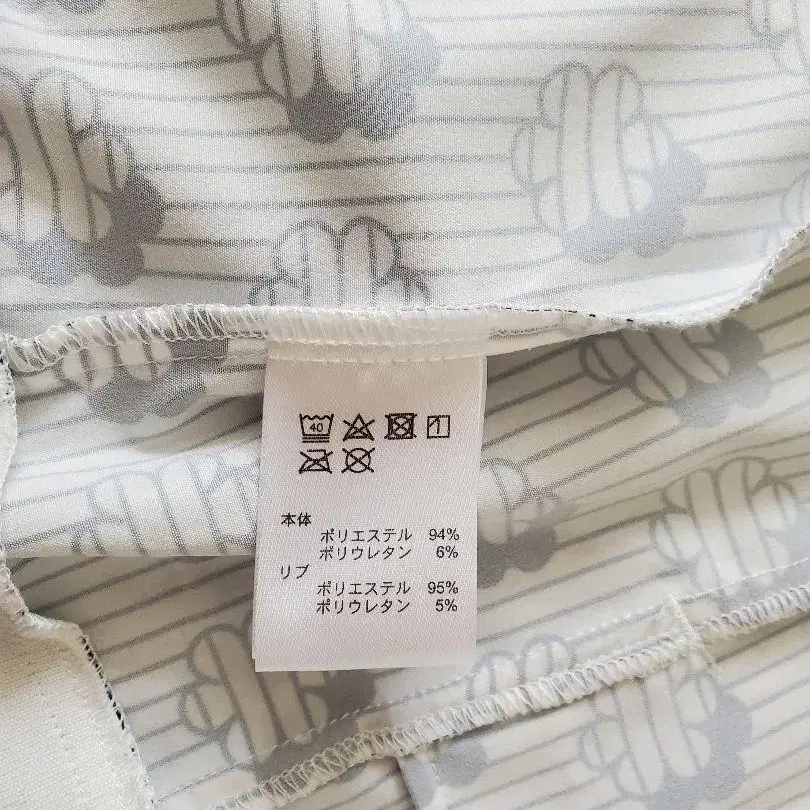 40
本体
ポリエステル 94%
ポリウレタン 6%
リブ
ポリエステル 95%
ポリウレタン 5%